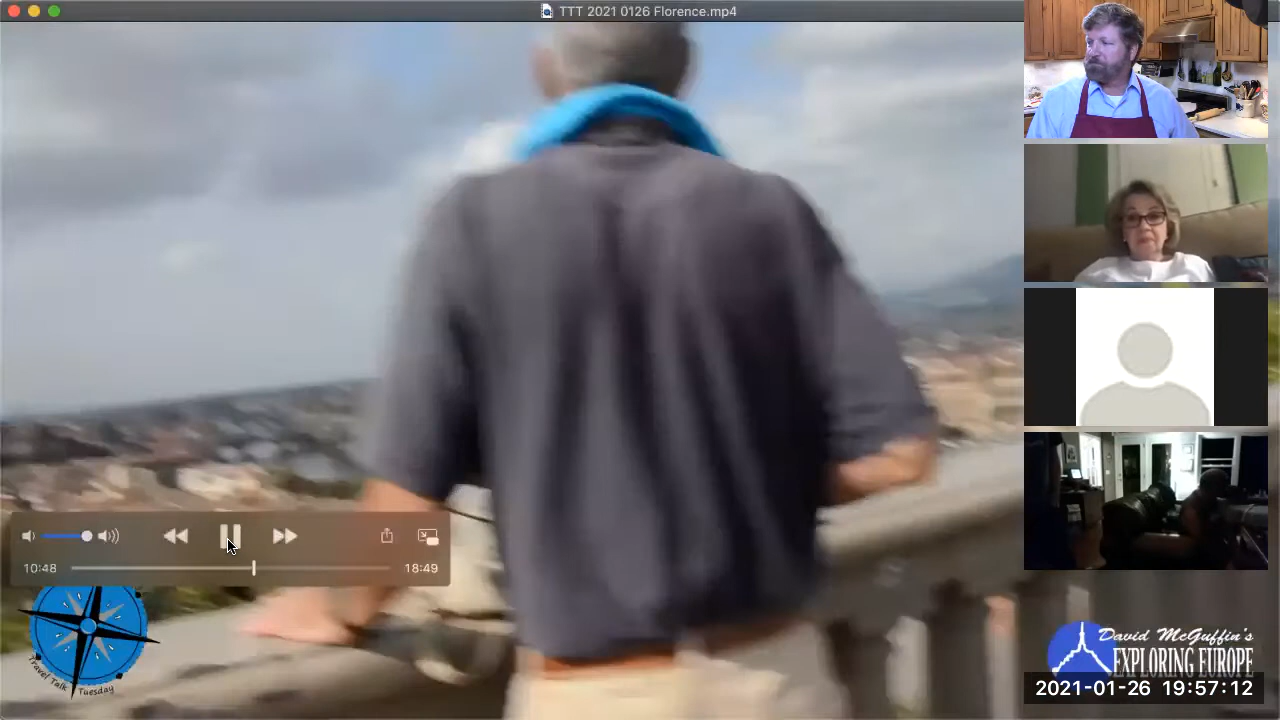 TTT 2021 0126 Florence.mp4
10:48
18:49
Travel Talk Tuesday
David McGuffin's
EXPLORING EUROPE
2021-01-26 19:57:12